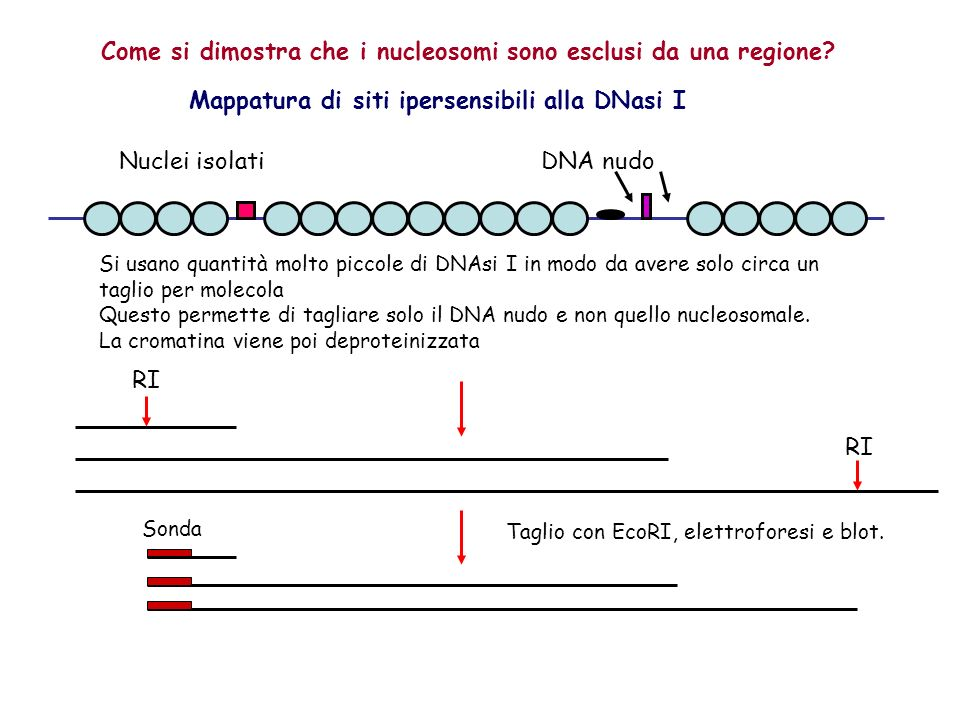 Come si dimostra che i nucleosomi sono esclusi da una regione?
Mappatura di siti ipersensibili alla DNasi I
Nuclei isolati
DNA nudo
Si usano quantità molto piccole di DNAsi I in modo da avere solo circa un
taglio per molecola
Questo permette di tagliare solo il DNA nudo e non quello nucleosomale.
La cromatina viene poi deproteinizzata
RI
RI
Sonda
Taglio con EcoRI, elettroforesi e blot.